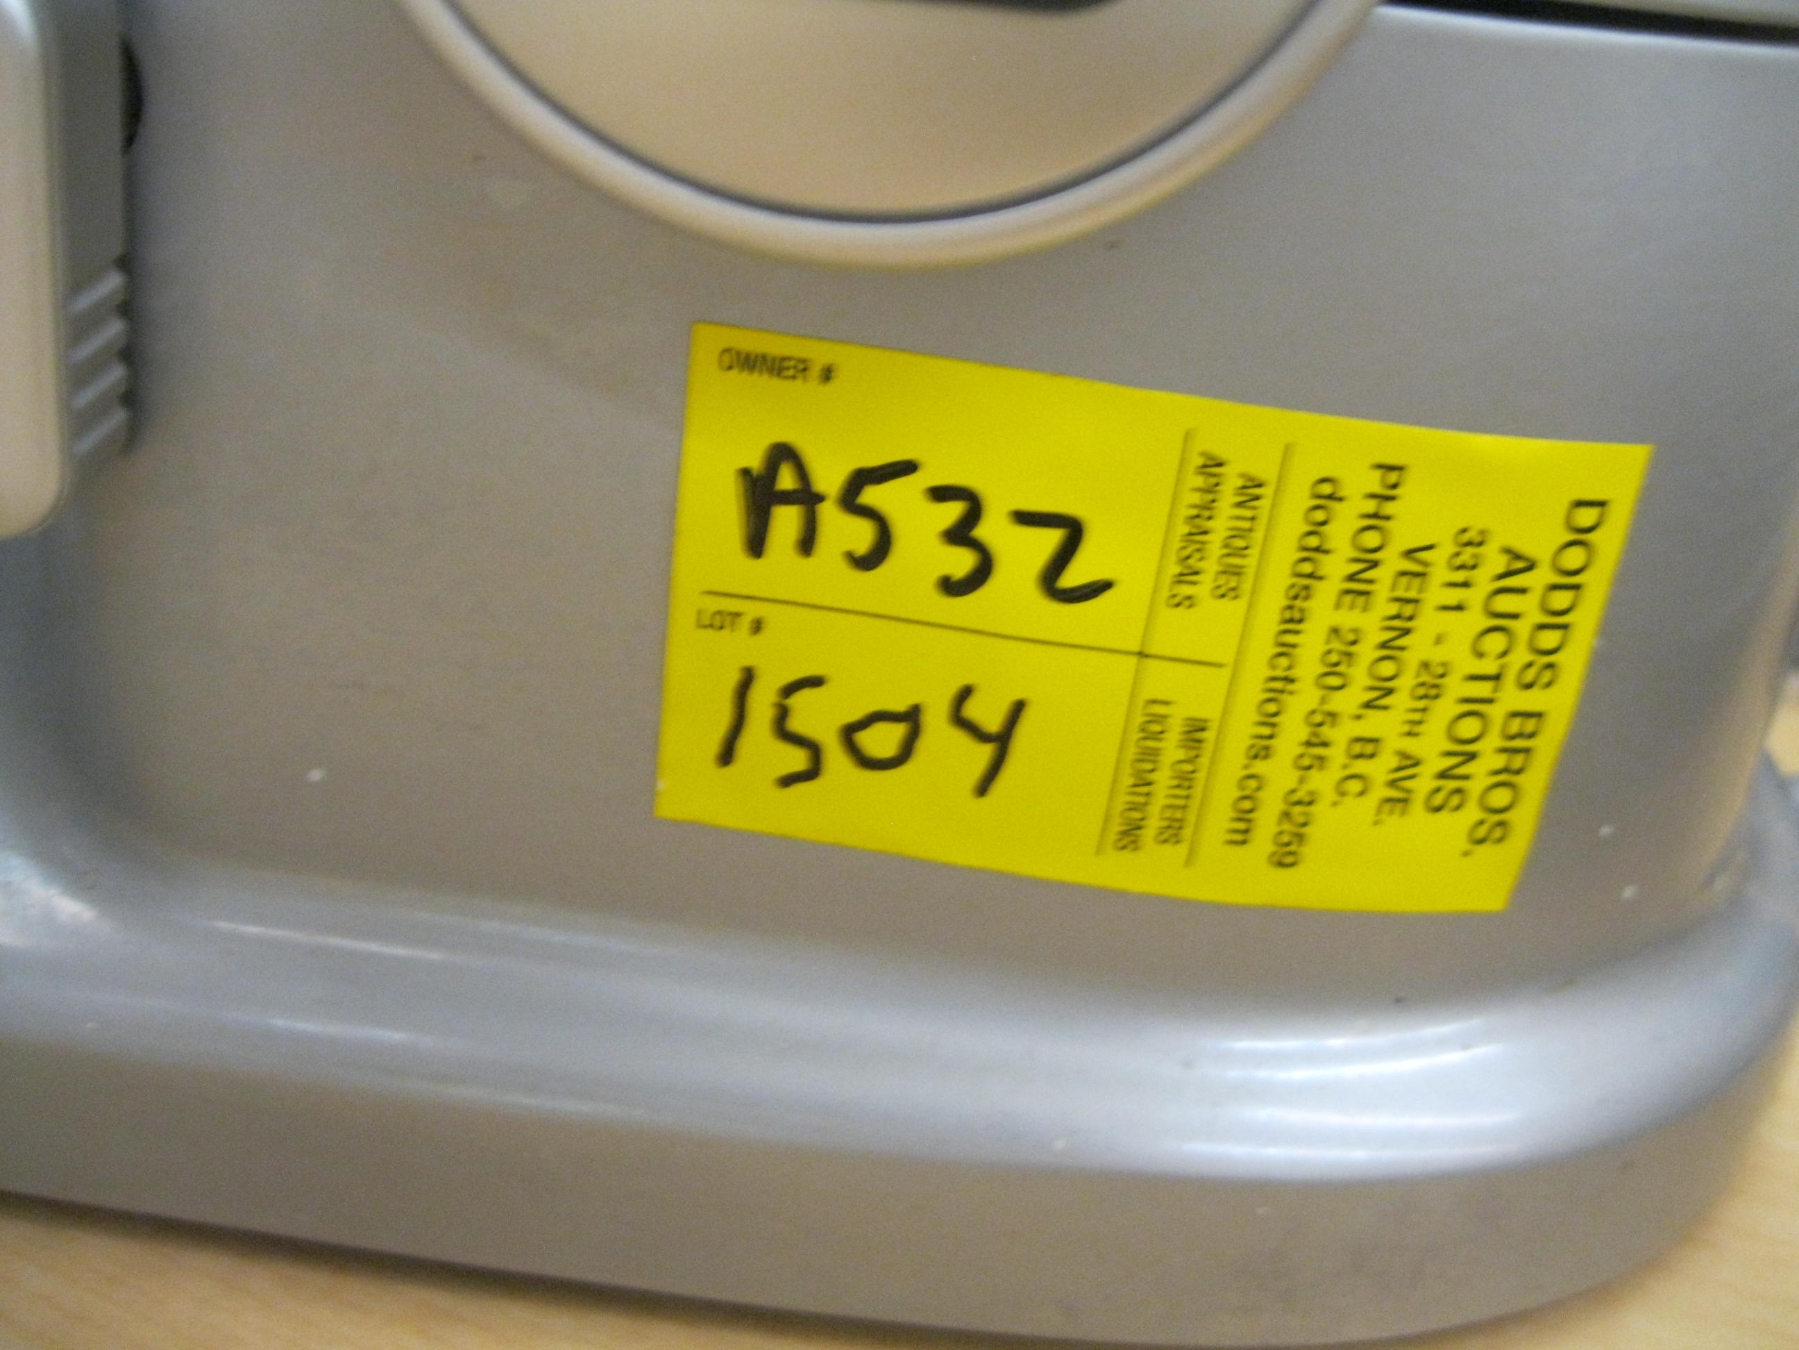 OWNER #
A532
LOT #
1504
DODDS BROS.
AUCTIONS
3311 - 28TH AVE.
VERNON, B.C.
PHONE 250-545-3259
doddsauctions.com
ANTIQUES IMPORTERS
APPRAISALS LIQUIDATIONS